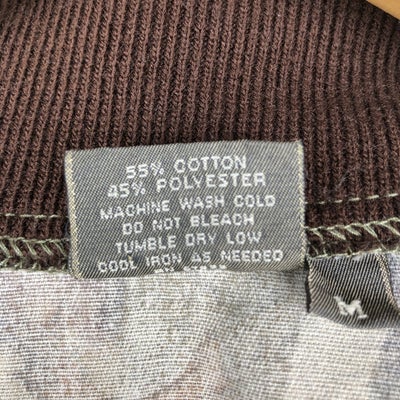 55% COTTON
45% POLYESTER
MACHINE WASH COLD
DO NOT BLEACH
TUMBLE DRY LOW
COOL IRON AS NEEDED
M